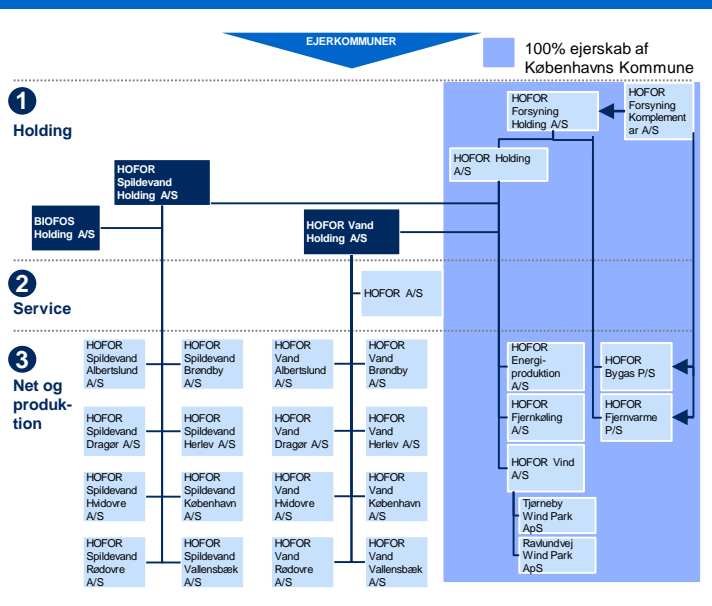 EJERKOMMUNER
100% ejerskab af
Københavns Kommune
1
Holding
HOFOR
Forsyning
Holding A/S
HOFOR
Forsyning
Komplement
ar A/S
HOFOR Holding
A/S
HOFOR
Spildevand
Holding A/S
BIOFOS
Holding A/S
HOFOR Vand
Holding A/S
2
Service
HOFOR A/S
3
Net og
produk-
tion
HOFOR
Spildevand
Albertslund
A/S
HOFOR
Spildevand
Brøndby
A/S
HOFOR
Vand
Albertslund
A/S
HOFOR
Vand
Brøndby
A/S
HOFOR
Energi-
produktion
A/S
HOFOR
Bygas P/S
HOFOR
Spildevand
Dragør A/S
HOFOR
Spildevand
Herlev A/S
HOFOR
Vand
Dragør A/S
HOFOR
Vand
Herlev A/S
HOFOR
Fjernkøling
A/S
HOFOR
Fjernvarme
P/S
HOFOR
Spildevand
Hvidovre
A/S
HOFOR
Spildevand
København
A/S
HOFOR
Vand
Hvidovre
A/S
HOFOR
Vand
København
A/S
HOFOR Vind
A/S
Tjørneby
Wind Park
ApS
HOFOR
Spildevand
Rødovre
A/S
HOFOR
Spildevand
Vallensbæk
A/S
HOFOR
Vand
Rødovre
A/S
HOFOR
Vand
Vallensbæk
A/S
Ravlundvej
Wind Park
ApS